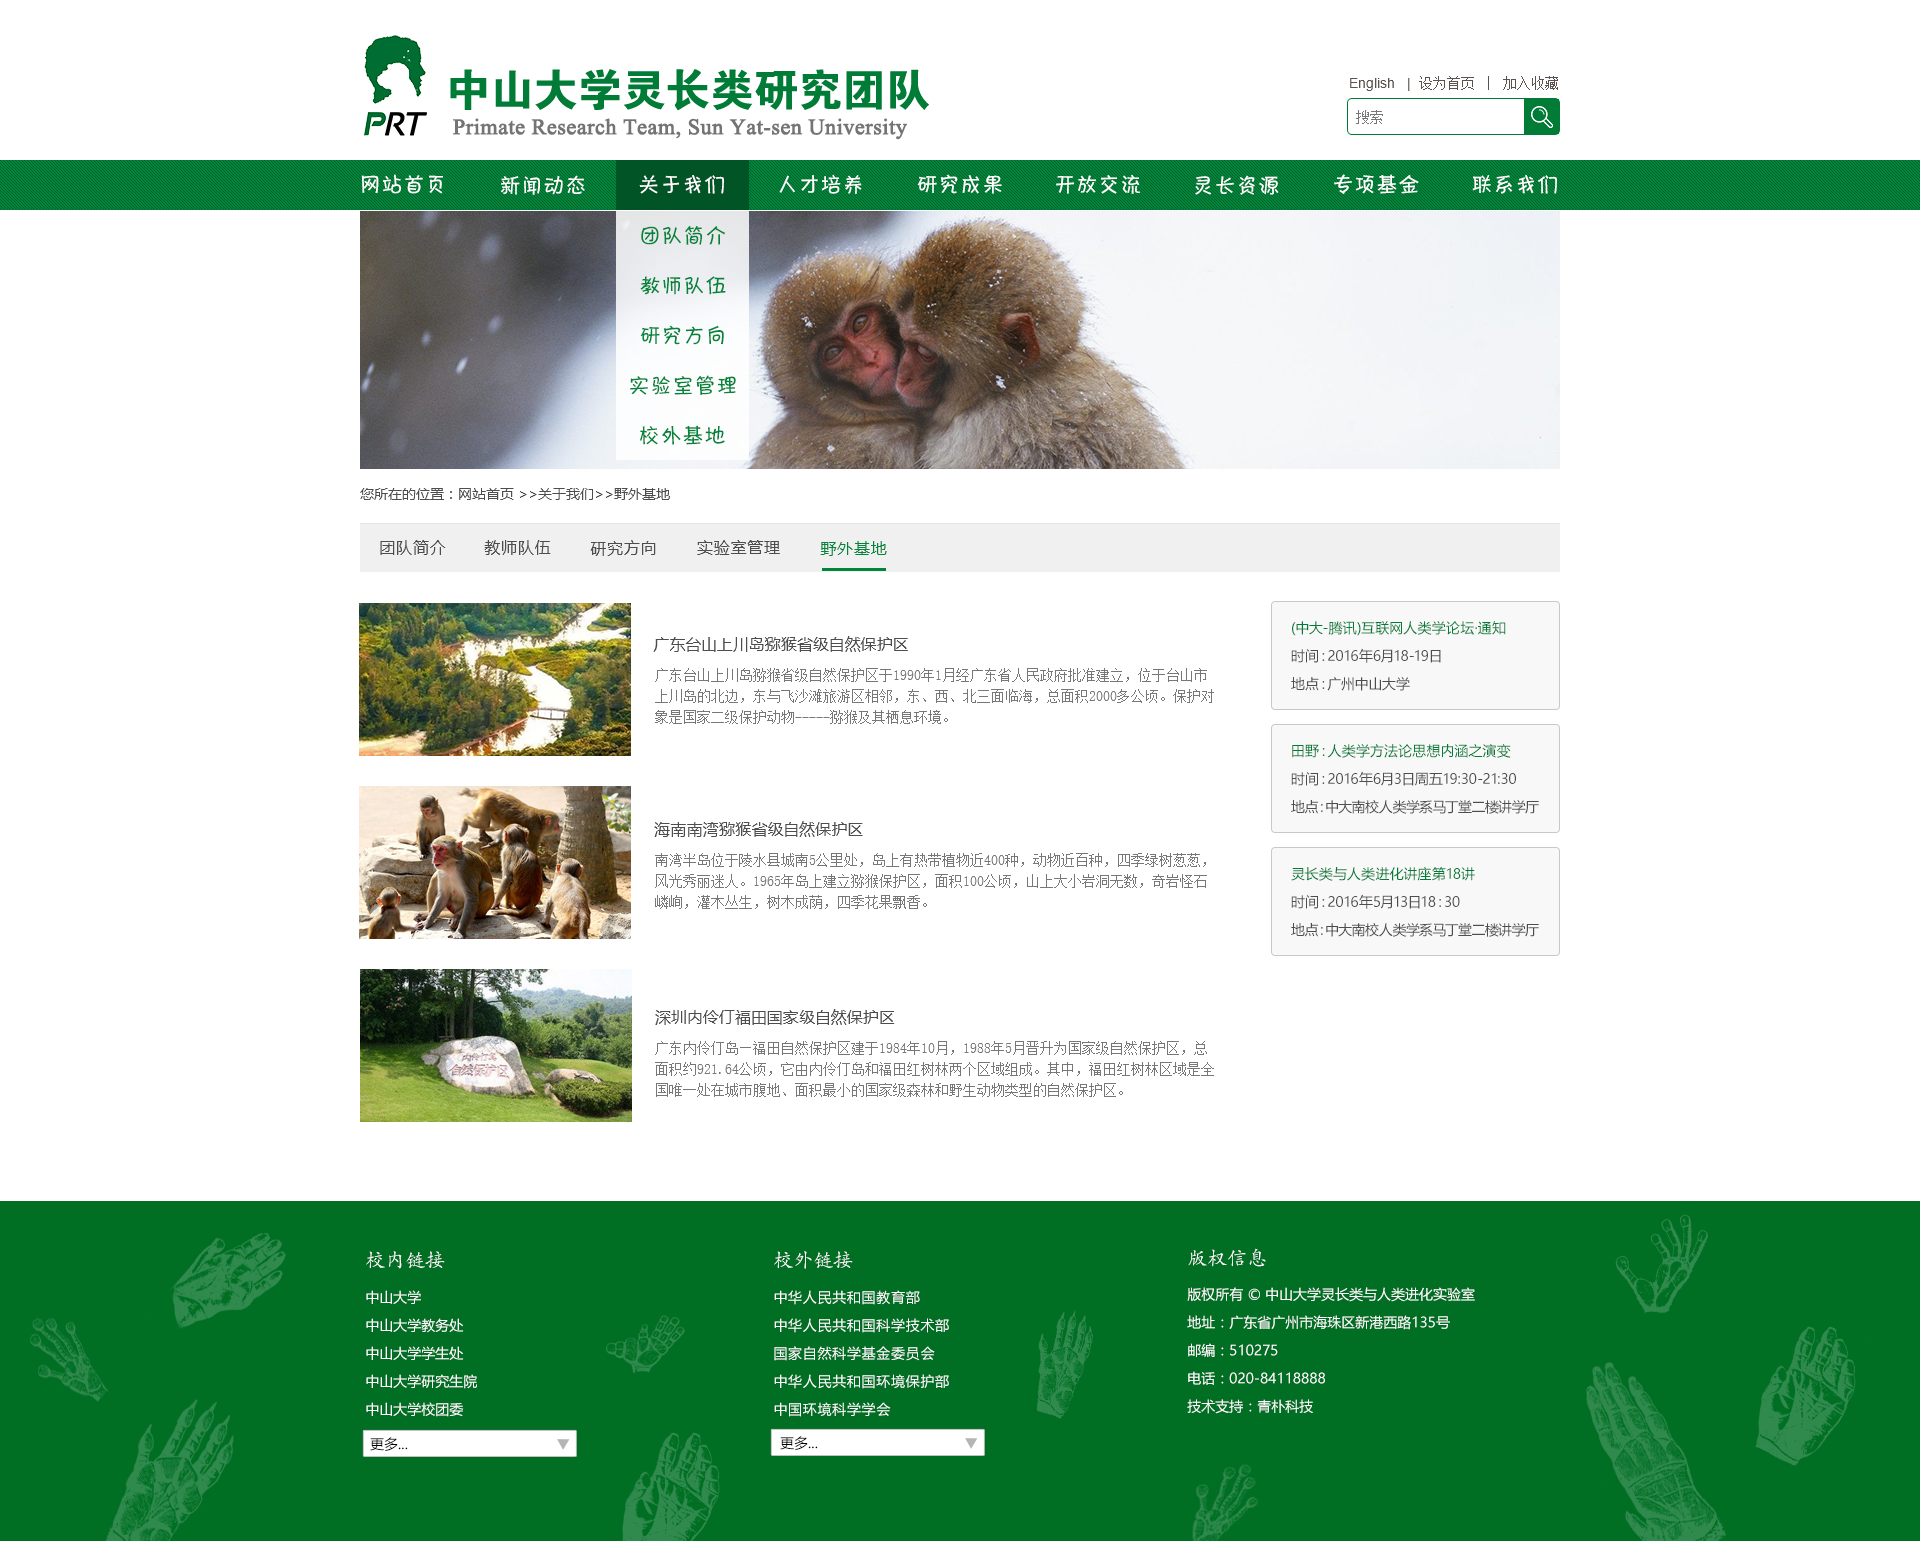 PRT
中山大学灵长类研究团队
Primate Research Team, Sun Yat-sen University
English | 设为首页 | 加入收藏
搜索
网站首页 新闻动态 关于我们 人才培养 研究成果 开放交流 灵长资源 专项基金 联系我们
团队简介
教师队伍
研究方向
实验室管理
校外基地
您所在的位置：网站首页 >>关于我们>>野外基地
团队简介 教师队伍 研究方向 实验室管理 野外基地
广东台山上川岛猕猴省级自然保护区
广东台山上川岛猕猴省级自然保护区于1990年1月经广东省人民政府批准建立，位于台山市
上川岛的北边，东与飞沙滩旅游区相邻，东、西、北三面临海，总面积2000多公顷。保护对
象是国家二级保护动物-----猕猴及其栖息环境。
海南南湾猕猴省级自然保护区
南湾半岛位于陵水县城南5公里处，岛上有热带植物近400种，动物近百种，四季绿树葱葱，
风光秀丽迷人。1965年岛上建立猕猴保护区，面积100公顷，山上大小岩洞无数，奇岩怪石
嶙峋，灌木丛生，树木成荫，四季花果飘香。
内伶仃岛
自然保护区
深圳内伶仃福田国家级自然保护区
广东内伶仃岛—福田自然保护区建于1984年10月，1988年5月晋升为国家级自然保护区，总
面积约921.64公顷，它由内伶仃岛和福田红树林两个区域组成。其中，福田红树林区域是全
国唯一处在城市腹地、面积最小的国家级森林和野生动物类型的自然保护区。
(中大-腾讯)互联网人类学论坛·通知
时间：2016年6月18-19日
地点：广州中山大学
田野：人类学方法论思想内涵之演变
时间：2016年6月3日周五19:30-21:30
地点：中大南校人类学系马丁堂二楼讲学厅
灵长类与人类进化讲座第18讲
时间：2016年5月13日18：30
地点：中大南校人类学系马丁堂二楼讲学厅
校内链接
中山大学
中山大学教务处
中山大学学生处
中山大学研究生院
中山大学校团委
更多...
校外链接
中华人民共和国教育部
中华人民共和国科学技术部
国家自然科学基金委员会
中华人民共和国环境保护部
中国环境科学学会
更多...
版权信息
版权所有 © 中山大学灵长类与人类进化实验室
地址：广东省广州市海珠区新港西路135号
邮编：510275
电话：020-84118888
技术支持：青朴科技